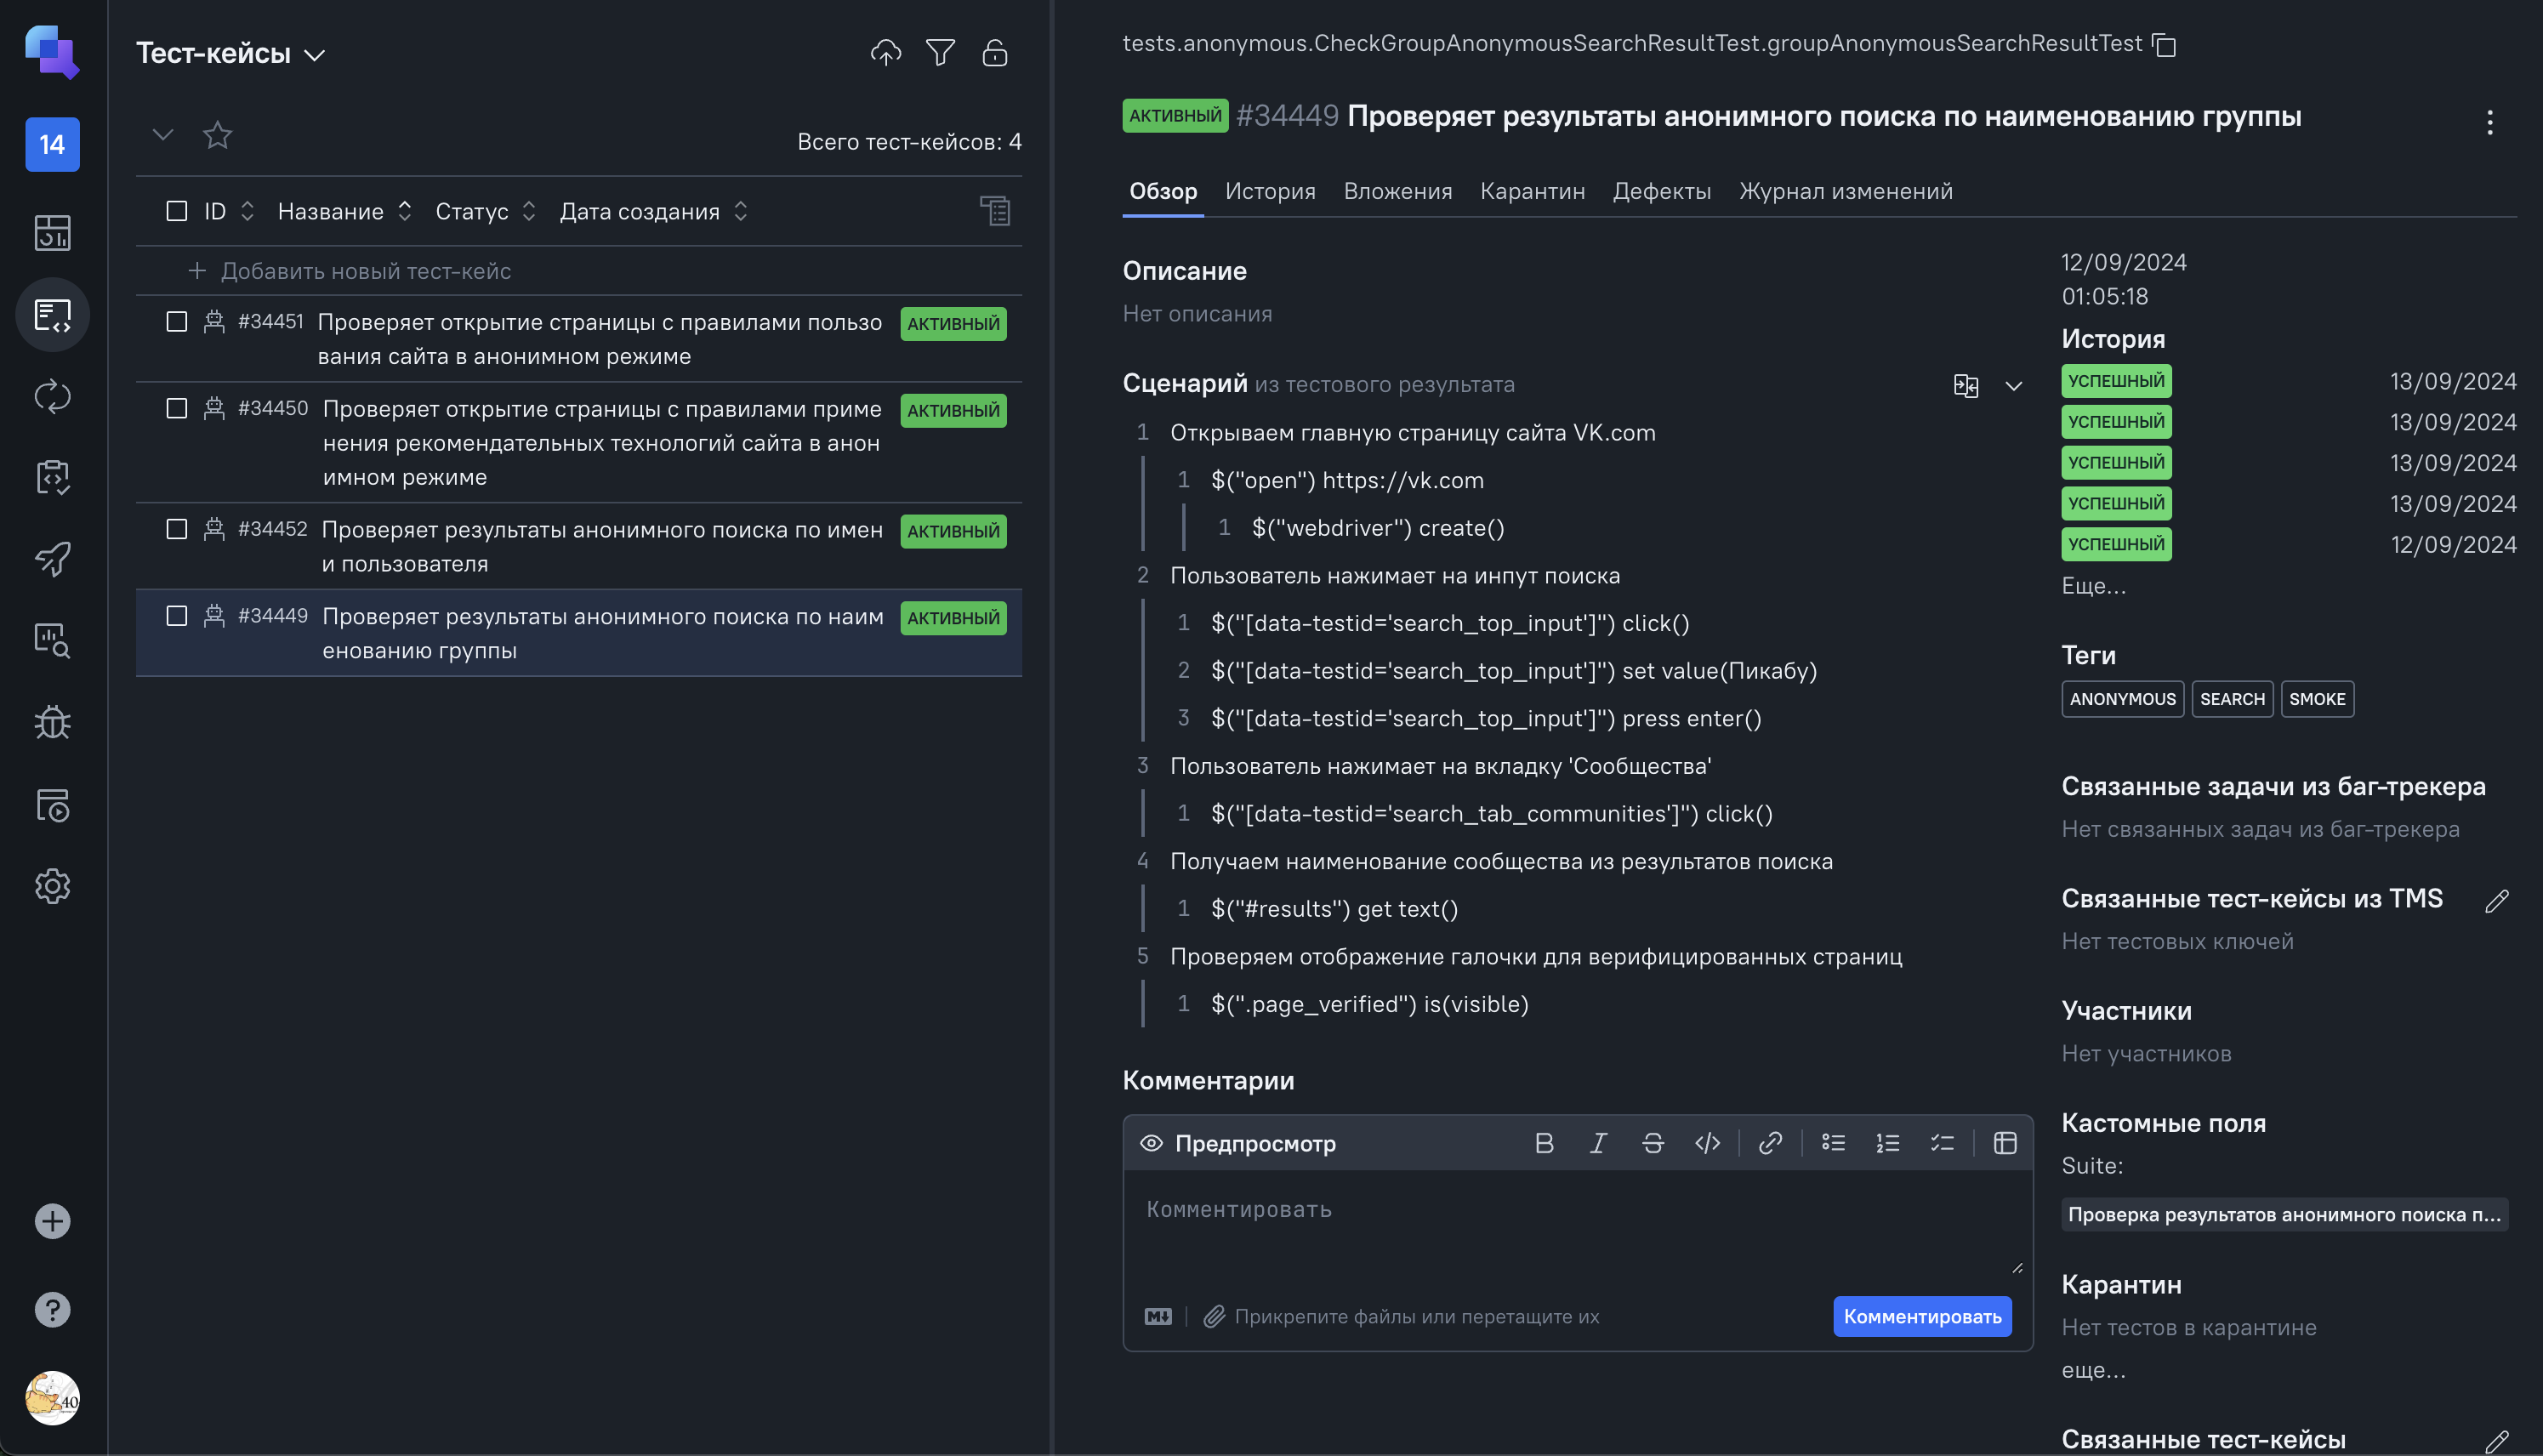 14
Тест-кейсы
Всего тест-кейсов: 4
ID Название Статус Дата создания
Добавить новый тест-кейс
#34451 Проверяет открытие страницы с правилами пользо АКТИВНЫЙ
вания сайта в анонимном режиме
#34450 Проверяет открытие страницы с правилами приме АКТИВНЫЙ
нения рекомендательных технологий сайта в анон
имном режиме
#34452 Проверяет результаты анонимного поиска по имен АКТИВНЫЙ
и пользователя
#34449 Проверяет результаты анонимного поиска по наим АКТИВНЫЙ
енованию группы
40
tests.anonymous.CheckGroupAnonymousSearchResultTest.groupAnonymousSearchResultTest
АКТИВНЫЙ #34449 Проверяет результаты анонимного поиска по наименованию группы
Обзор История Вложения Карантин Дефекты Журнал изменений
Описание
Нет описания
Сценарий из тестового результата
1 Открываем главную страницу сайта VK.com
1 $("open") https://vk.com
1 $("webdriver") create()
2 Пользователь нажимает на инпут поиска
1 $("[data-testid='search_top_input']") click()
2 $("[data-testid='search_top_input']") set value(Пикабу)
3 $("[data-testid='search_top_input']") press enter()
3 Пользователь нажимает на вкладку 'Сообщества'
1 $("[data-testid='search_tab_communities']") click()
4 Получаем наименование сообщества из результатов поиска
1 $("#results") get text()
5 Проверяем отображение галочки для верифицированных страниц
1 $(".page_verified") is(visible)
Комментарии
Предпросмотр
Комментировать
Прикрепите файлы или перетащите их
Комментировать
12/09/2024
01:05:18
История
УСПЕШНЫЙ 13/09/2024
УСПЕШНЫЙ 13/09/2024
УСПЕШНЫЙ 13/09/2024
УСПЕШНЫЙ 13/09/2024
УСПЕШНЫЙ 12/09/2024
Еще...
Теги
ANONYMOUS SEARCH SMOKE
Связанные задачи из баг-трекера
Нет связанных задач из баг-трекера
Связанные тест-кейсы из TMS
Нет тестовых ключей
Участники
Нет участников
Кастомные поля
Suite:
Проверка результатов анонимного поиска п...
Карантин
Нет тестов в карантине
еще...
Связанные тест-кейсы